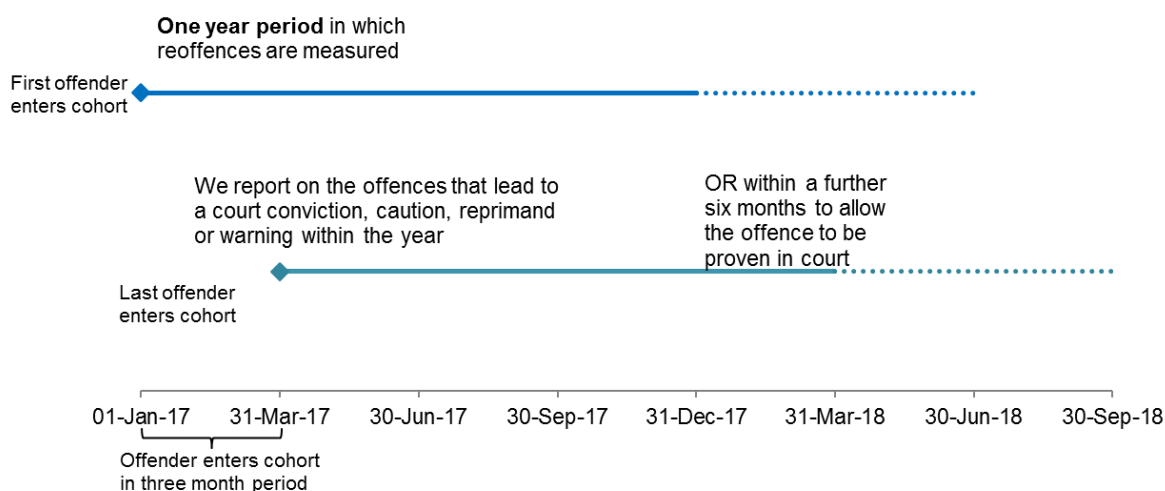 One year period in which
reoffences are measured
First offender
enters cohort
We report on the offences that lead to
a court conviction, caution, reprimand
or warning within the year
OR within a further
six months to allow
the offence to be
proven in court
Last offender
enters cohort
01-Jan-17 31-Mar-17 30-Jun-17 30-Sep-17 31-Dec-17 31-Mar-18 30-Jun-18 30-Sep-18
Offender enters cohort
in three month period